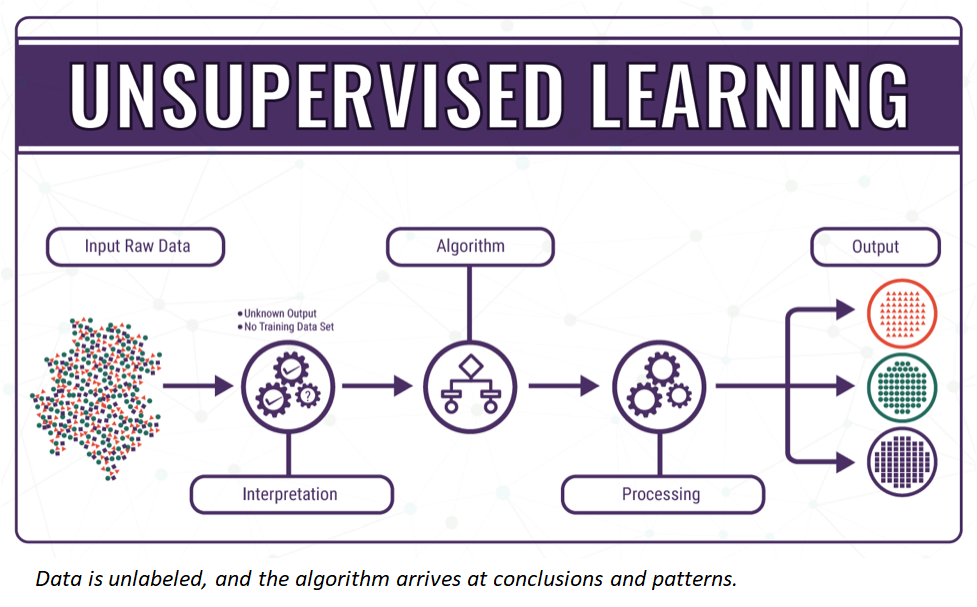 UNSUPERVISED LEARNING
Input Raw Data
Algorithm
Output
• Unknown Output
• No Training Data Set
?
Interpretation
Processing
Data is unlabeled, and the algorithm arrives at conclusions and patterns.